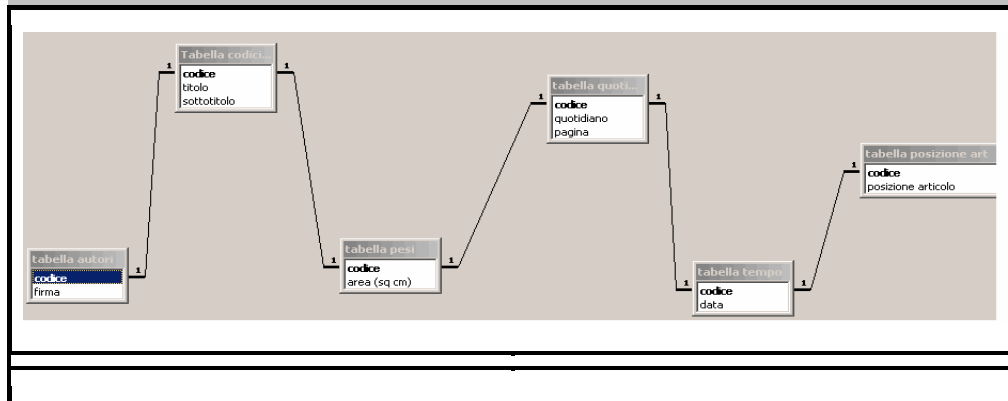 Tabella codici...
codice
titolo
sottotitolo
1
1
tabella quoti...
codice
quotidiano
pagina
1
1
tabella posizione art
codice
posizione articolo
1
tabella autori
codice
firma
1
tabella pesi
codice
area (sq cm)
1
1
tabella tempo
codice
data
1
1